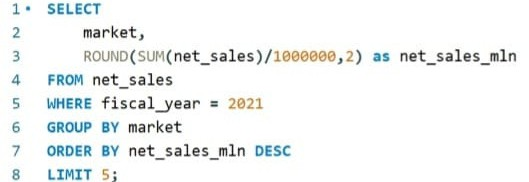 1 SELECT
2 market,
3 ROUND(SUM(net_sales)/1000000,2) as net_sales_mln
4 FROM net_sales
5 WHERE fiscal_year = 2021
6 GROUP BY market
7 ORDER BY net_sales_mln DESC
8 LIMIT 5;